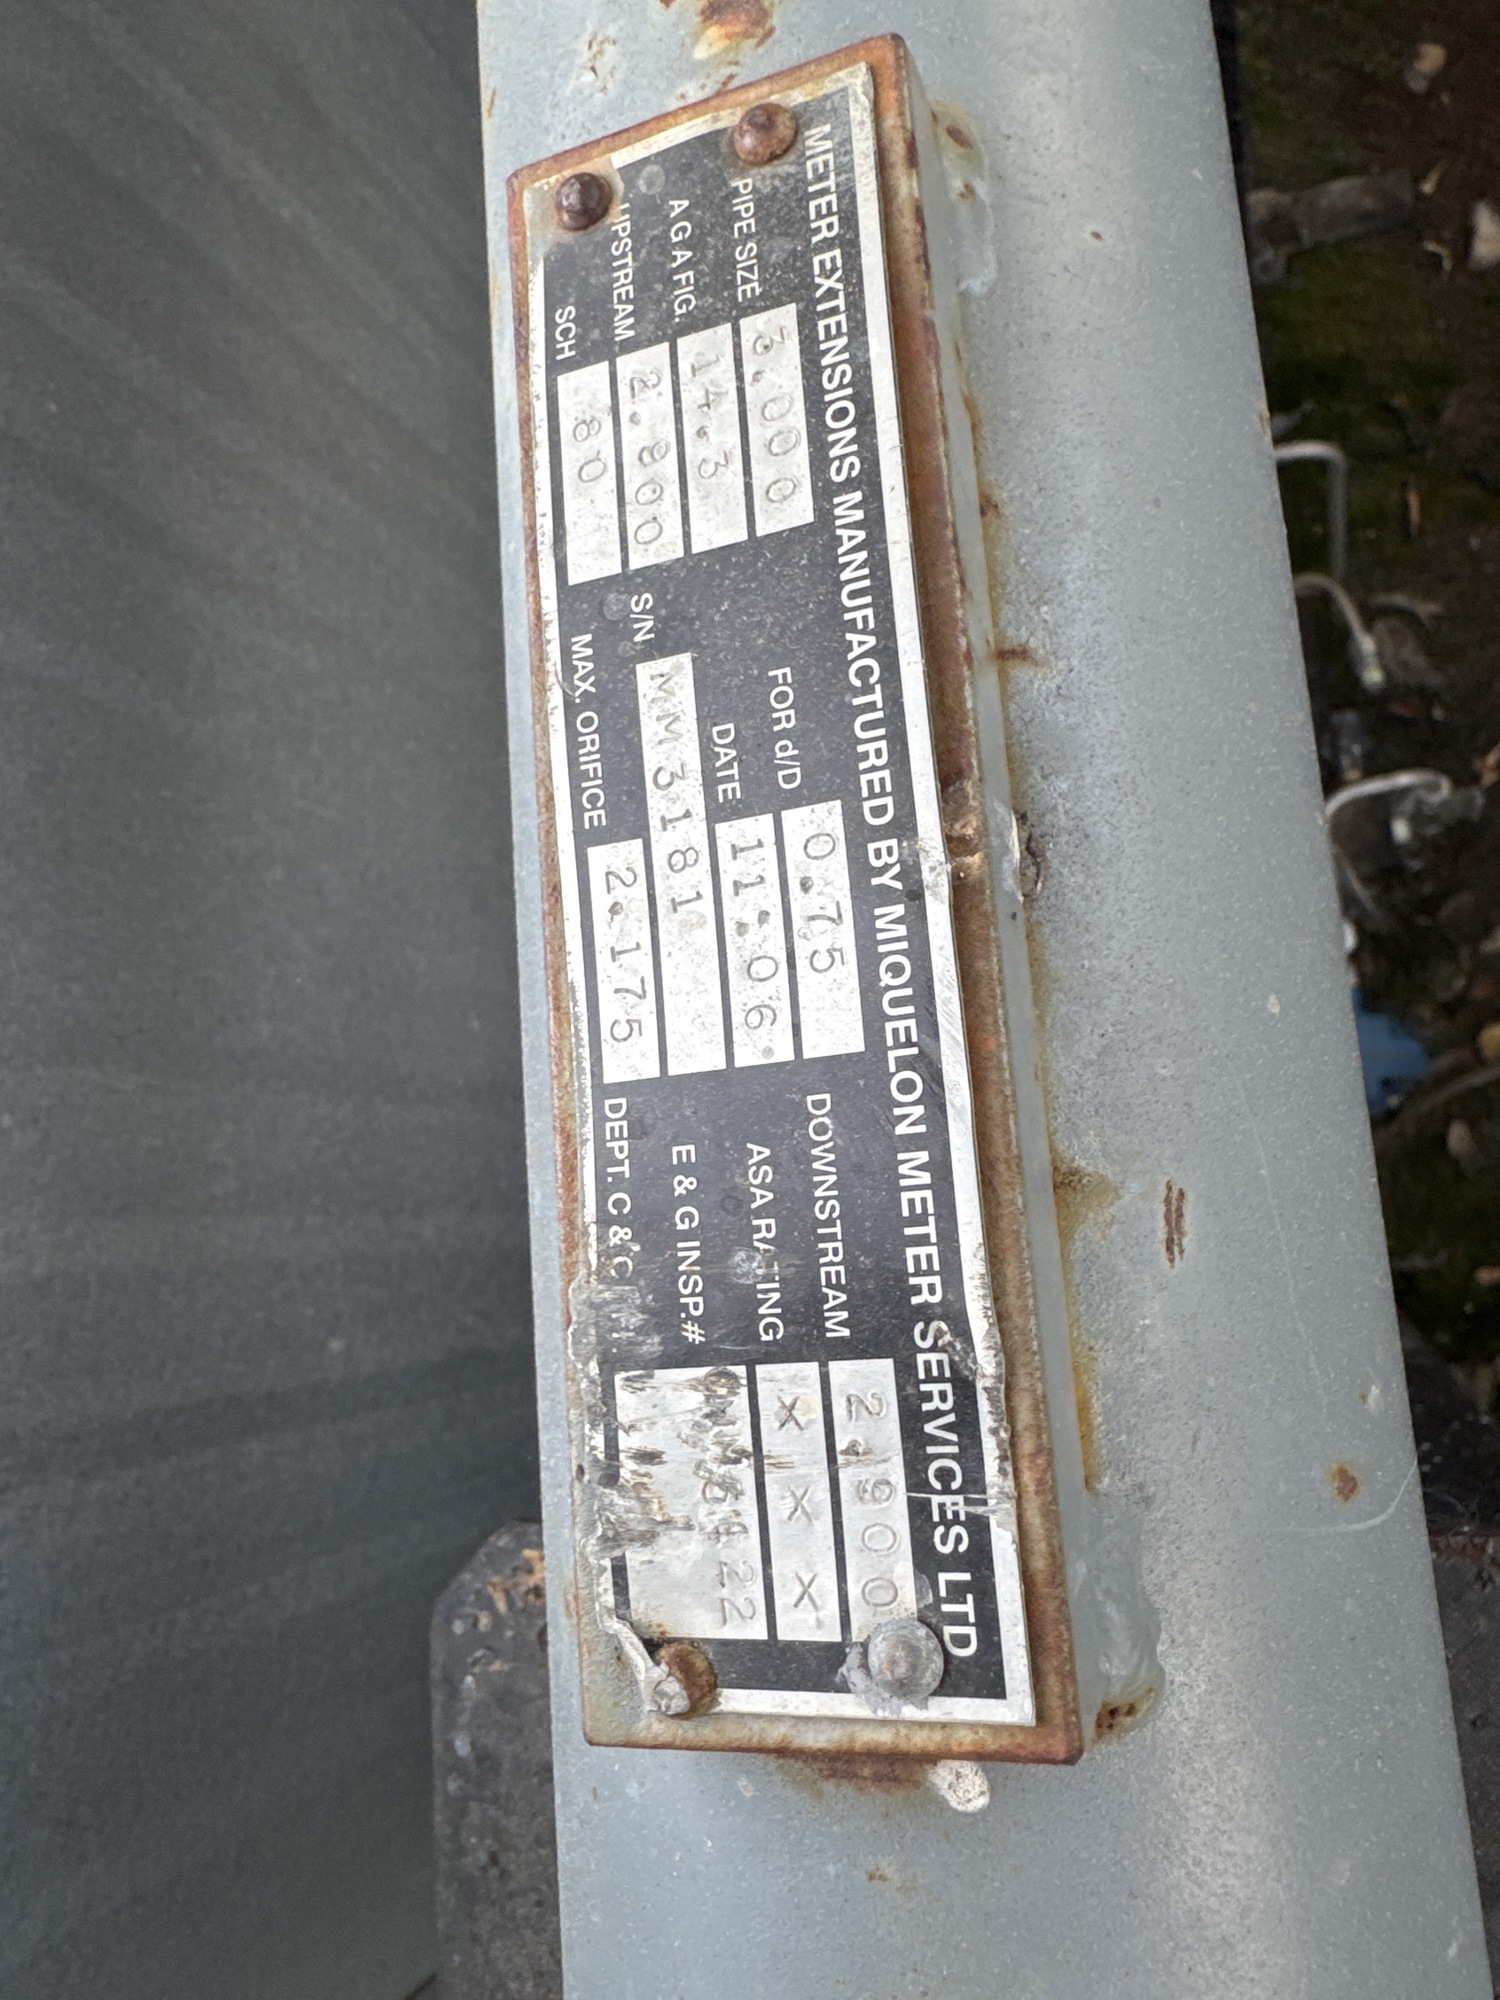 METER EXTENSIONS MANUFACTURED BY MIQUELON METER SERVICES LTD
PIPE SIZE 3.000 FOR d/D 0.75 DOWNSTREAM 2.900
A G A FIG. 14.3 DATE 11.06. ASA RATING X X X
UPSTREAM 2.900 S/N MM3181 E & G INSP.#
SCH 80 MAX. ORIFICE 2.175 DEPT. C & C